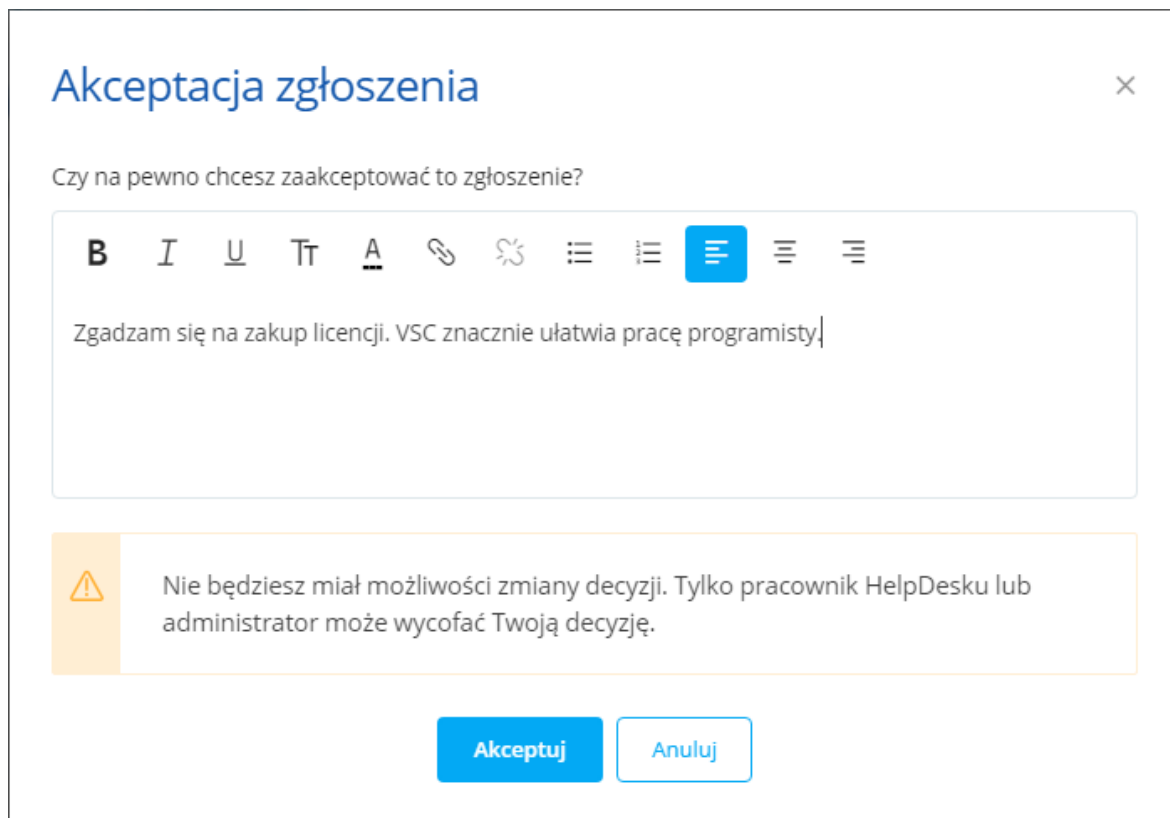 Akceptacja zgłoszenia
Czy na pewno chcesz zaakceptować to zgłoszenie?
B I U TT A
Zgadzam się na zakup licencji. VSC znacznie ułatwia pracę programisty.
Nie będziesz miał możliwości zmiany decyzji. Tylko pracownik HelpDesku lub
administrator może wycofać Twoją decyzję.
Akceptuj Anuluj